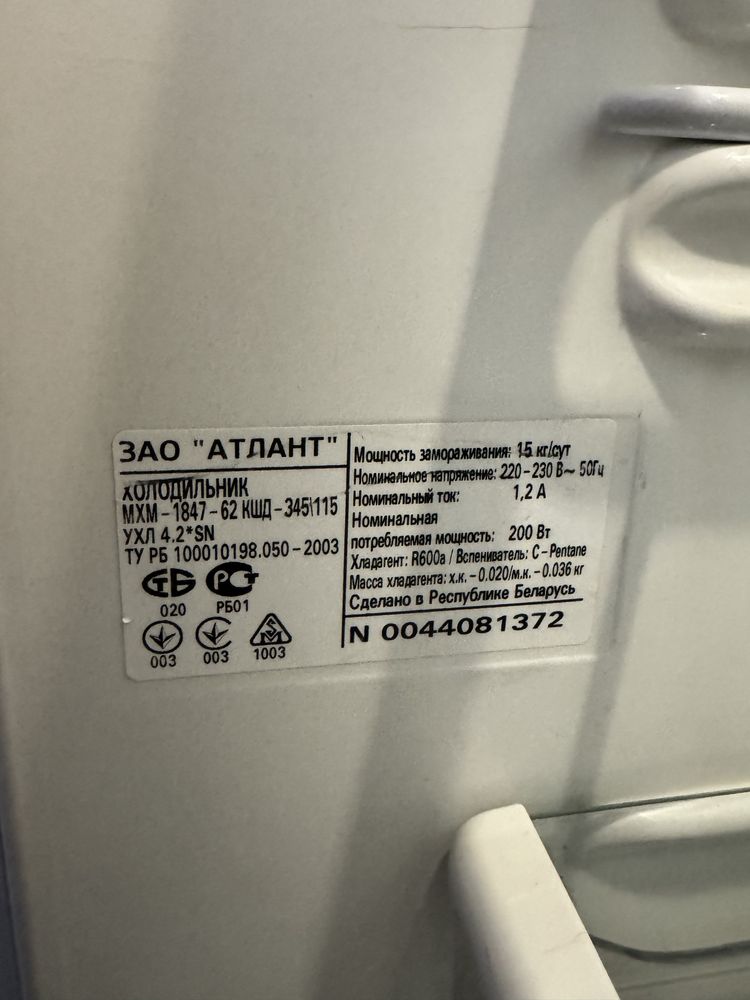 ЗАО "АТЛАНТ"
ХОЛОДИЛЬНИК
МХМ-1847-62 КШД-345\115
УХЛ 4.2*SN
ТУ РБ 100010198.050-2003
020
РБ01
003
003
1003
Мощность замораживания: 15 кг/сут
Номинальное напряжение: 220-230 В~ 50Гц
Номинальный ток: 1,2 А
Номинальная
потребляемая мощность: 200 Вт
Хладагент: R600a / Вспениватель: C-Pentane
Масса хладагента: х.к.-0.020/м.к.-0.036 кг
Сделано в Республике Беларусь
N 0044081372